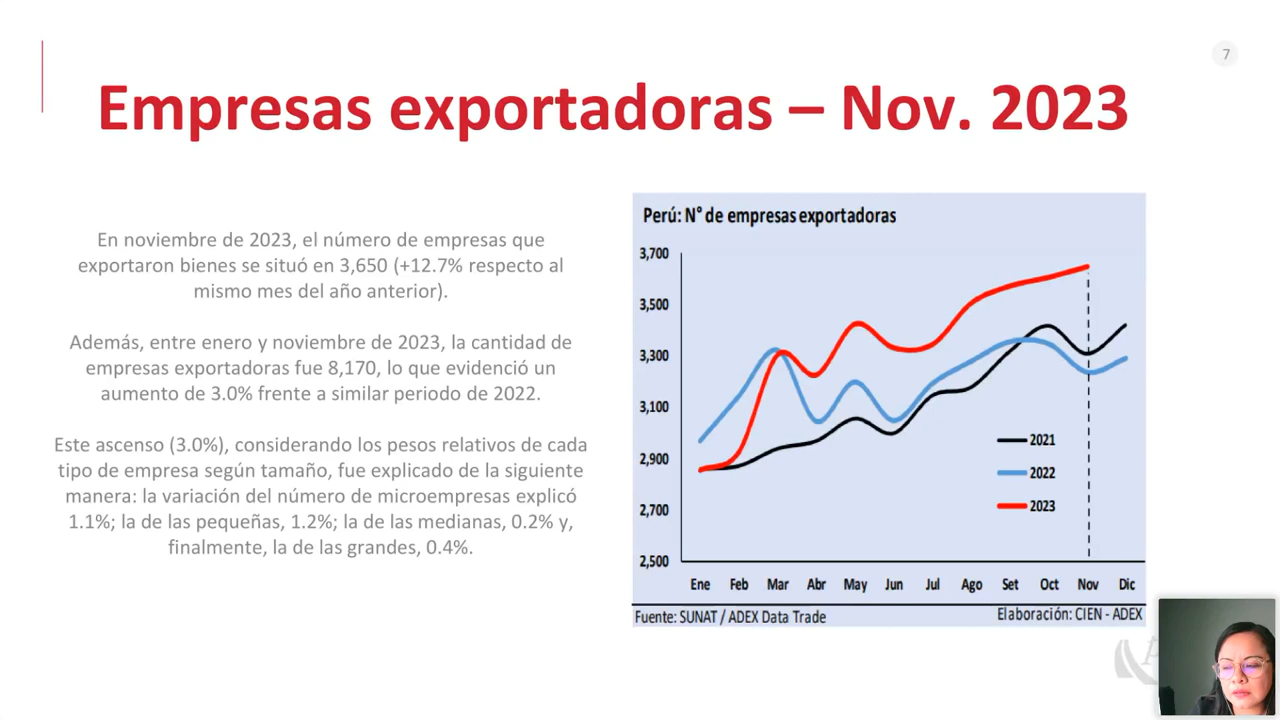 7
Empresas exportadoras – Nov. 2023
En noviembre de 2023, el número de empresas que
exportaron bienes se situó en 3,650 (+12.7% respecto al
mismo mes del año anterior).
Además, entre enero y noviembre de 2023, la cantidad de
empresas exportadoras fue 8,170, lo que evidenció un
aumento de 3.0% frente a similar periodo de 2022.
Este ascenso (3.0%), considerando los pesos relativos de cada
tipo de empresa según tamaño, fue explicado de la siguiente
manera: la variación del número de microempresas explicó
1.1%; la de las pequeñas, 1.2%; la de las medianas, 0.2% y,
finalmente, la de las grandes, 0.4%.
Perú: N° de empresas exportadoras
3,700
3,500
3,300
3,100
2,900
2,700
2,500
2021
2022
2023
Ene Feb Mar Abr May Jun Jul Ago Set Oct Nov Dic
Fuente: SUNAT / ADEX Data Trade
Elaboración: CIEN - ADEX